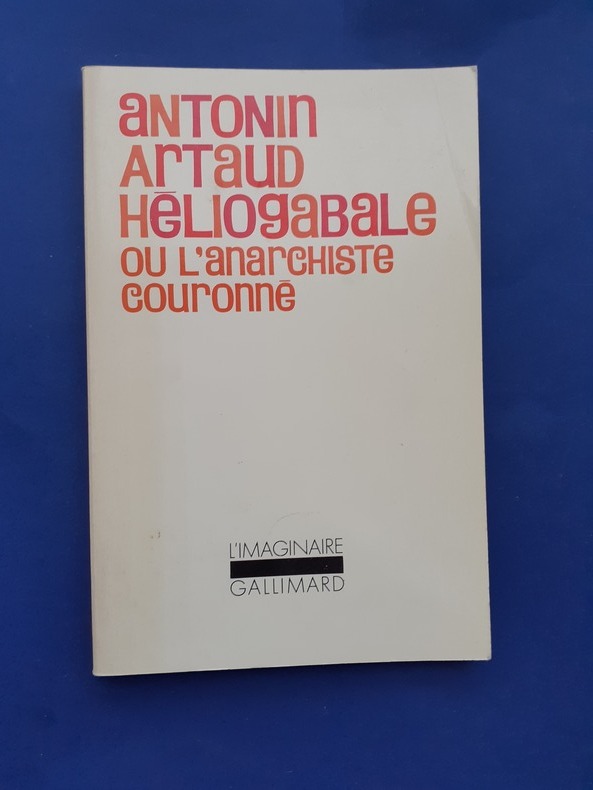 ANTONIN
ARTAUD
HÉLIOGABALE
OU L'ANARCHISTE
COURONNÉ
L'IMAGINAIRE
GALLIMARD